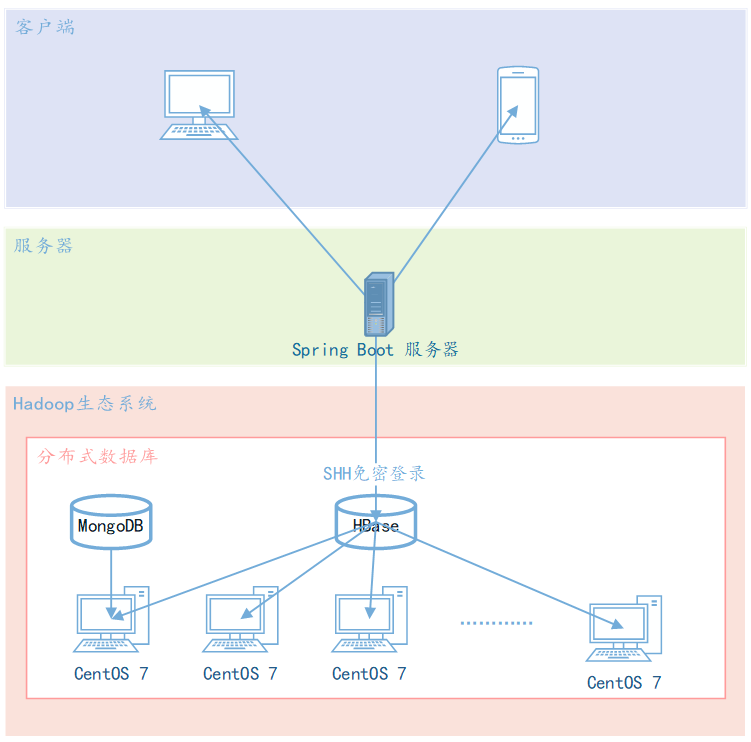 客户端
服务器
Spring Boot 服务器
Hadoop生态系统
分布式数据库
SHH免密登录
MongoDB
HBase
CentOS 7
CentOS 7
CentOS 7
CentOS 7